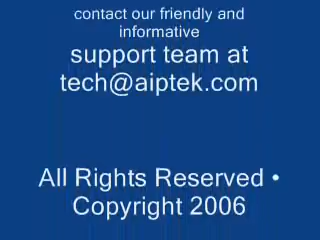 contact our friendly and
informative
support team at
tech@aiptek.com
All Rights Reserved •
Copyright 2006